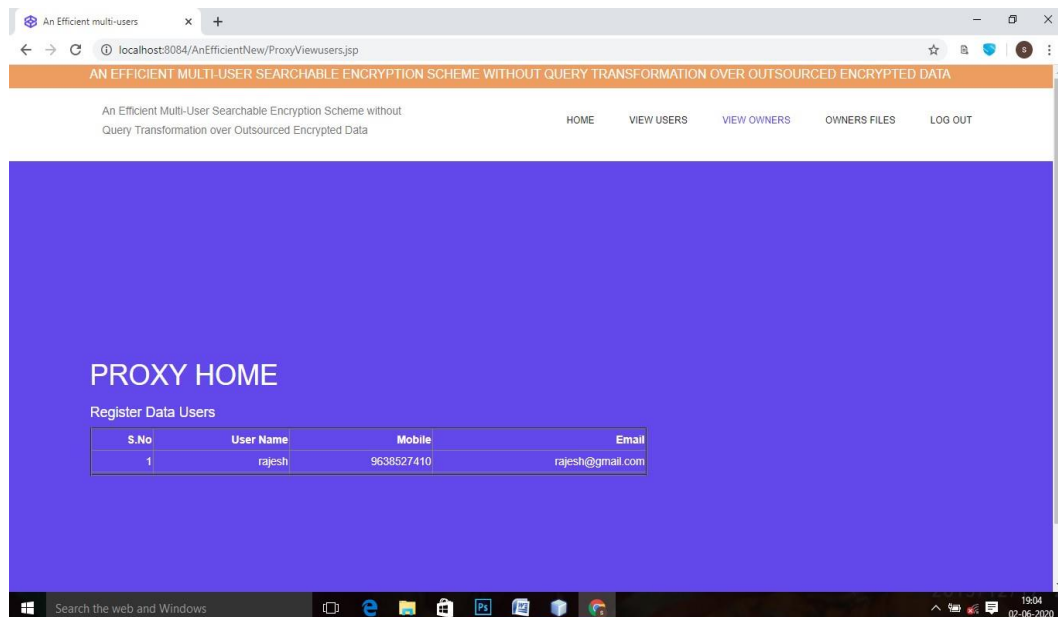 An Efficient multi-users
localhost:8084/AnEfficientNew/ProxyViewusers.jsp
s
AN EFFICIENT MULTI-USER SEARCHABLE ENCRYPTION SCHEME WITHOUT QUERY TRANSFORMATION OVER OUTSOURCED ENCRYPTED DATA
An Efficient Multi-User Searchable Encryption Scheme without
Query Transformation over Outsourced Encrypted Data
HOME VIEW USERS VIEW OWNERS OWNERS FILES LOG OUT
PROXY HOME
Register Data Users
S.No User Name Mobile Email
1 rajesh 9638527410 rajesh@gmail.com
Search the web and Windows
Ps
19:04
02-06-2020